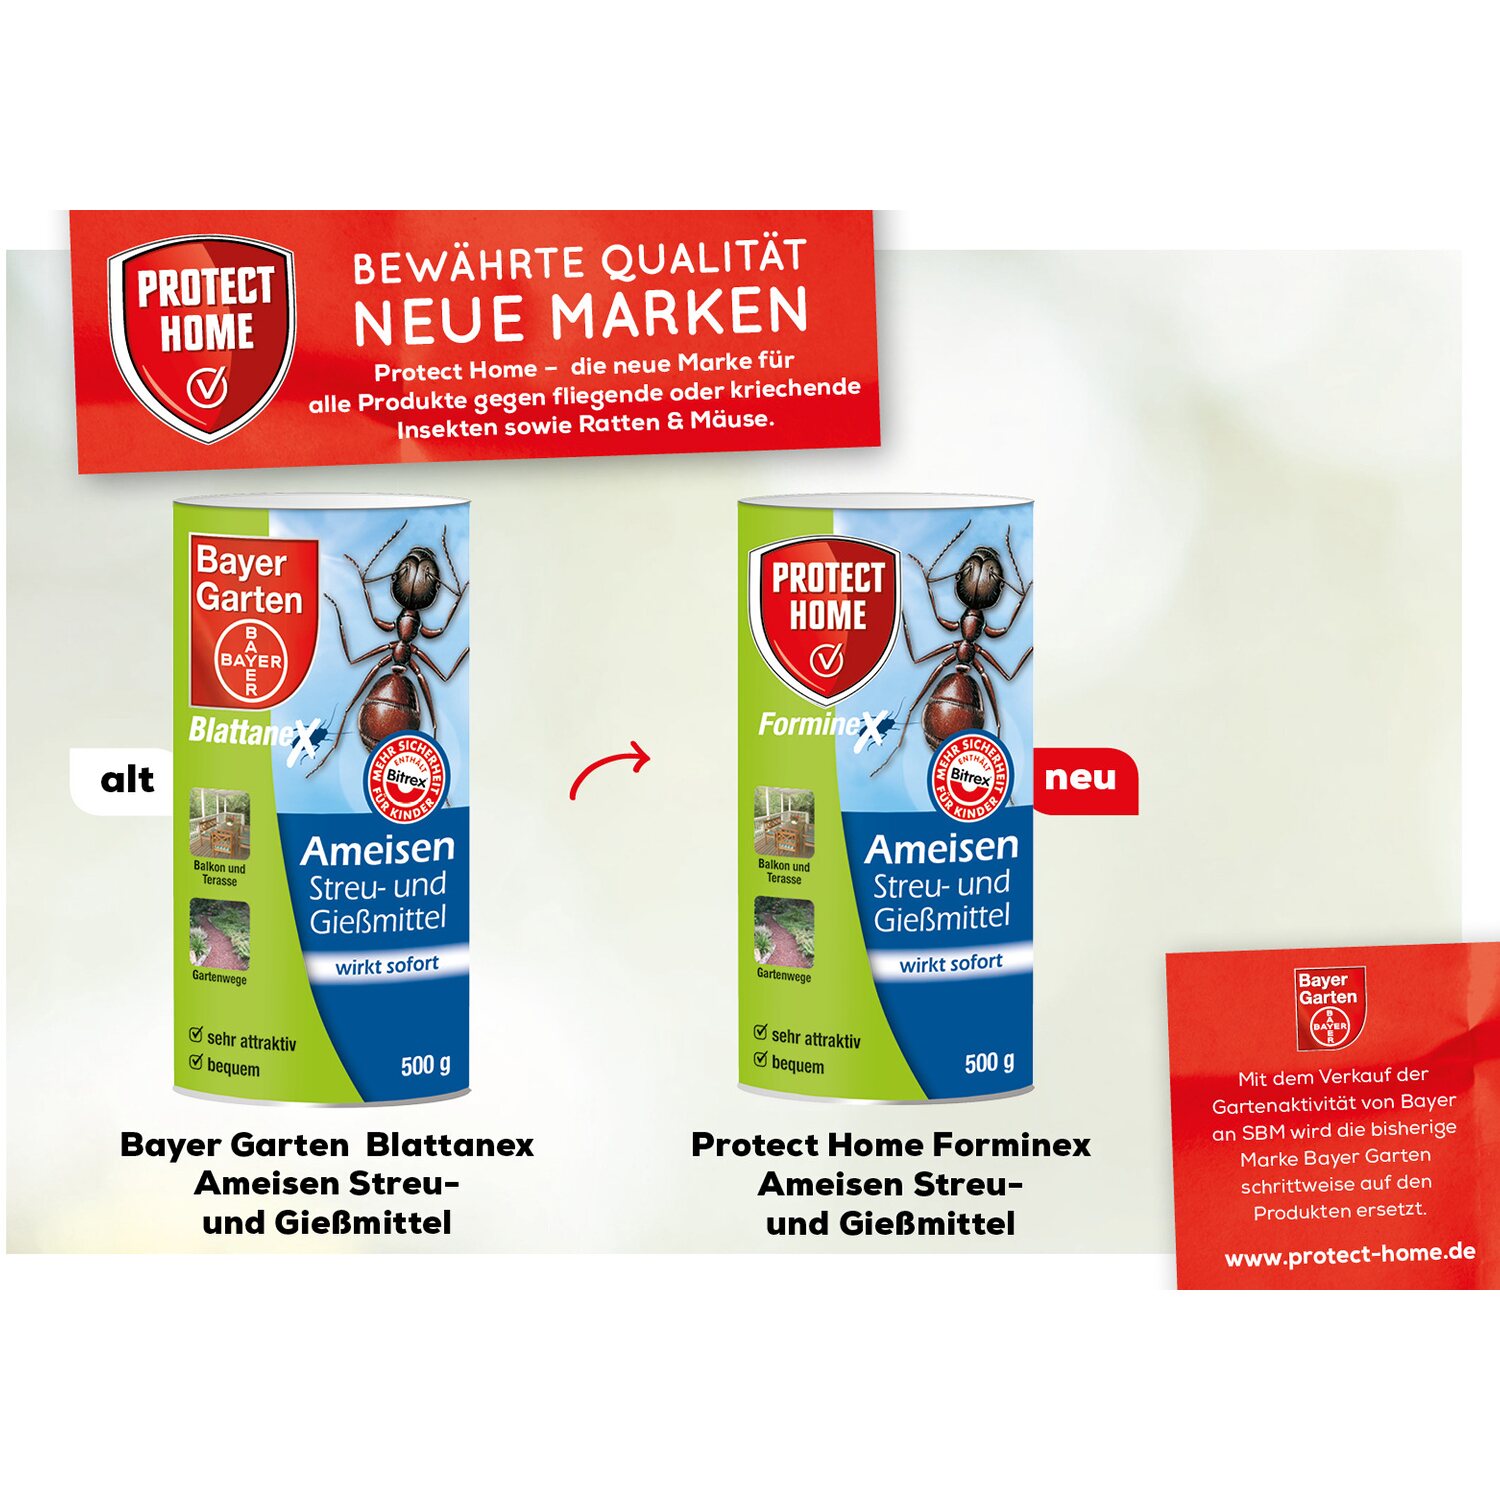 PROTECT
HOME
BEWÄHRTE QUALITÄT
NEUE MARKEN
Protect Home – die neue Marke für
alle Produkte gegen fliegende oder kriechende
Insekten sowie Ratten & Mäuse.
alt
Bayer
Garten
BAYER
BAYER
Blattanex
MEHR SICHERHEIT
ENTHÄLT
Bitrex
FÜR KINDER
Balkon und
Terasse
Gartenwege
Ameisen
Streu- und
Gießmittel
wirkt sofort
sehr attraktiv
bequem
500 g
Bayer Garten Blattanex
Ameisen Streu-
und Gießmittel
neu
PROTECT
HOME
Forminex
MEHR SICHERHEIT
ENTHÄLT
Bitrex
FÜR KINDER
Balkon und
Terasse
Gartenwege
Ameisen
Streu- und
Gießmittel
wirkt sofort
sehr attraktiv
bequem
500 g
Protect Home Forminex
Ameisen Streu-
und Gießmittel
Bayer
Garten
BAYER
BAYER
Mit dem Verkauf der
Gartenaktivität von Bayer
an SBM wird die bisherige
Marke Bayer Garten
schrittweise auf den
Produkten ersetzt.
www.protect-home.de